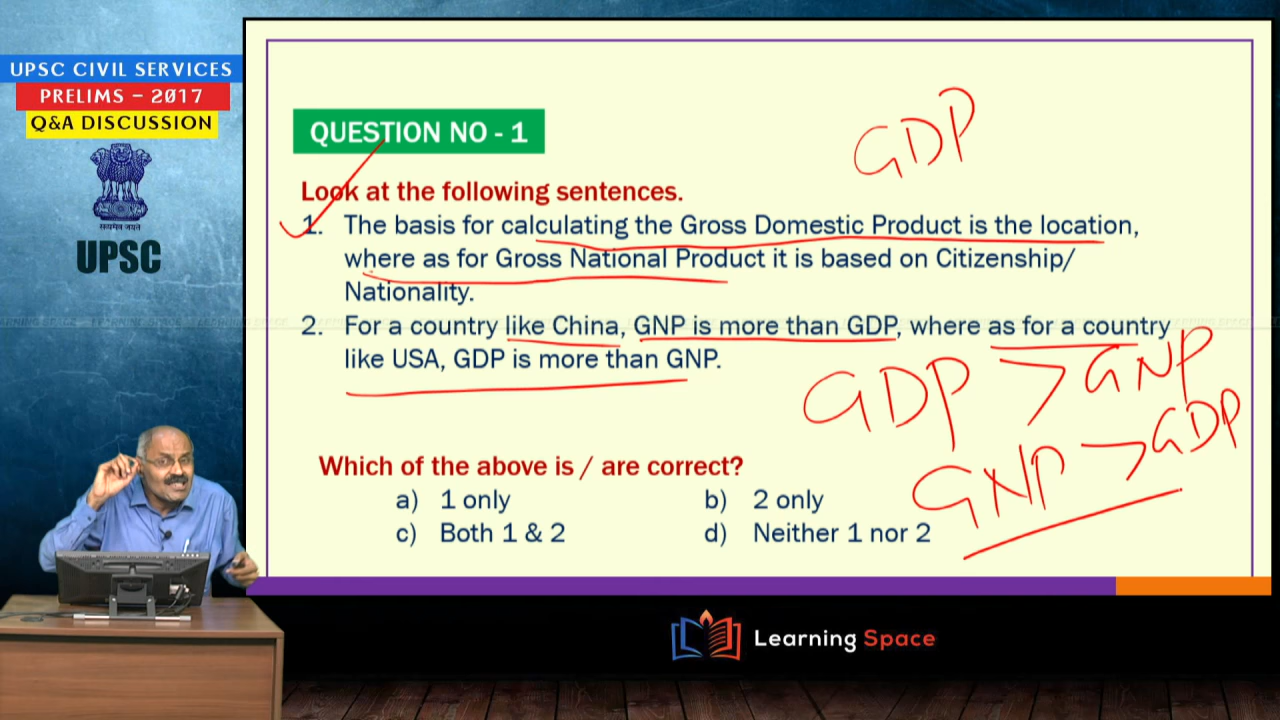 UPSC CIVIL SERVICES
PRELIMS – 2017
Q&A DISCUSSION
सत्यमेव जयते
UPSC
QUESTION NO - 1
GDP
Look at the following sentences.
1. The basis for calculating the Gross Domestic Product is the location,
where as for Gross National Product it is based on Citizenship/
Nationality.
2. For a country like China, GNP is more than GDP, where as for a country
like USA, GDP is more than GNP.
GDP > GNP
GNP > GDP
Which of the above is / are correct?
a) 1 only
b) 2 only
c) Both 1 & 2
d) Neither 1 nor 2
Learning Space